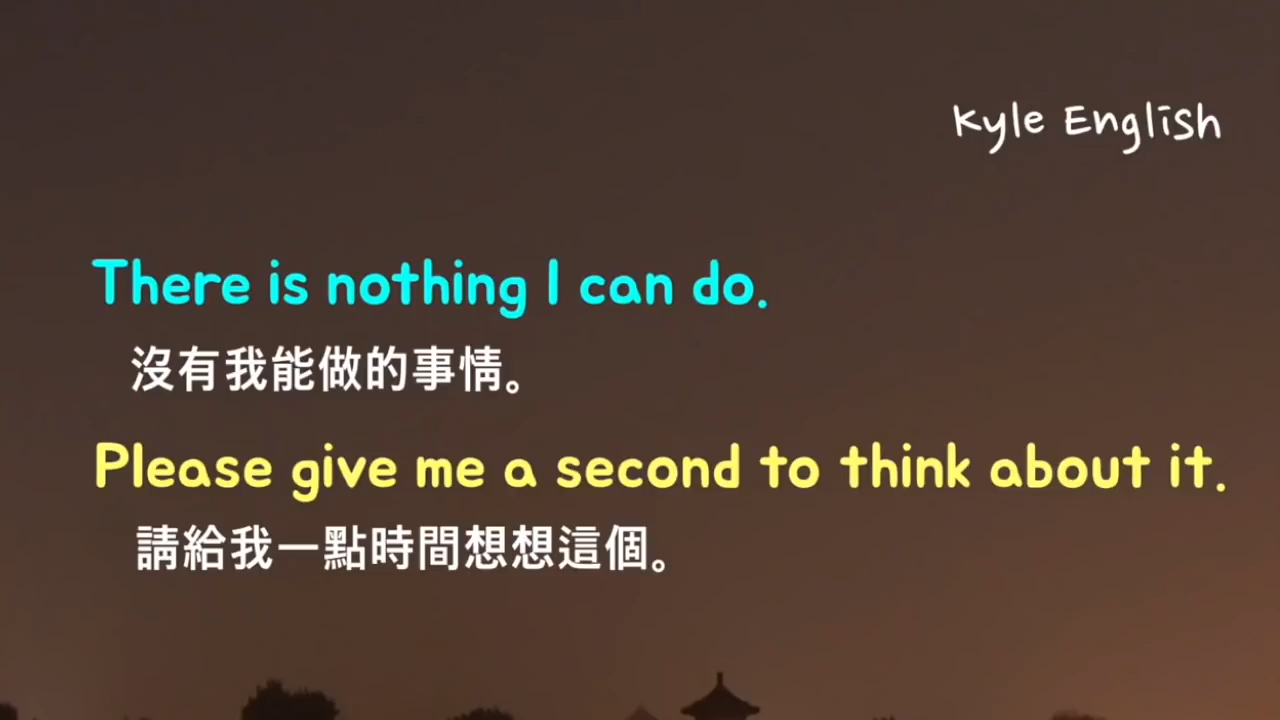 Kyle English
There is nothing I can do.
沒有我能做的事情。
Please give me a second to think about it.
請給我一點時間想想這個。